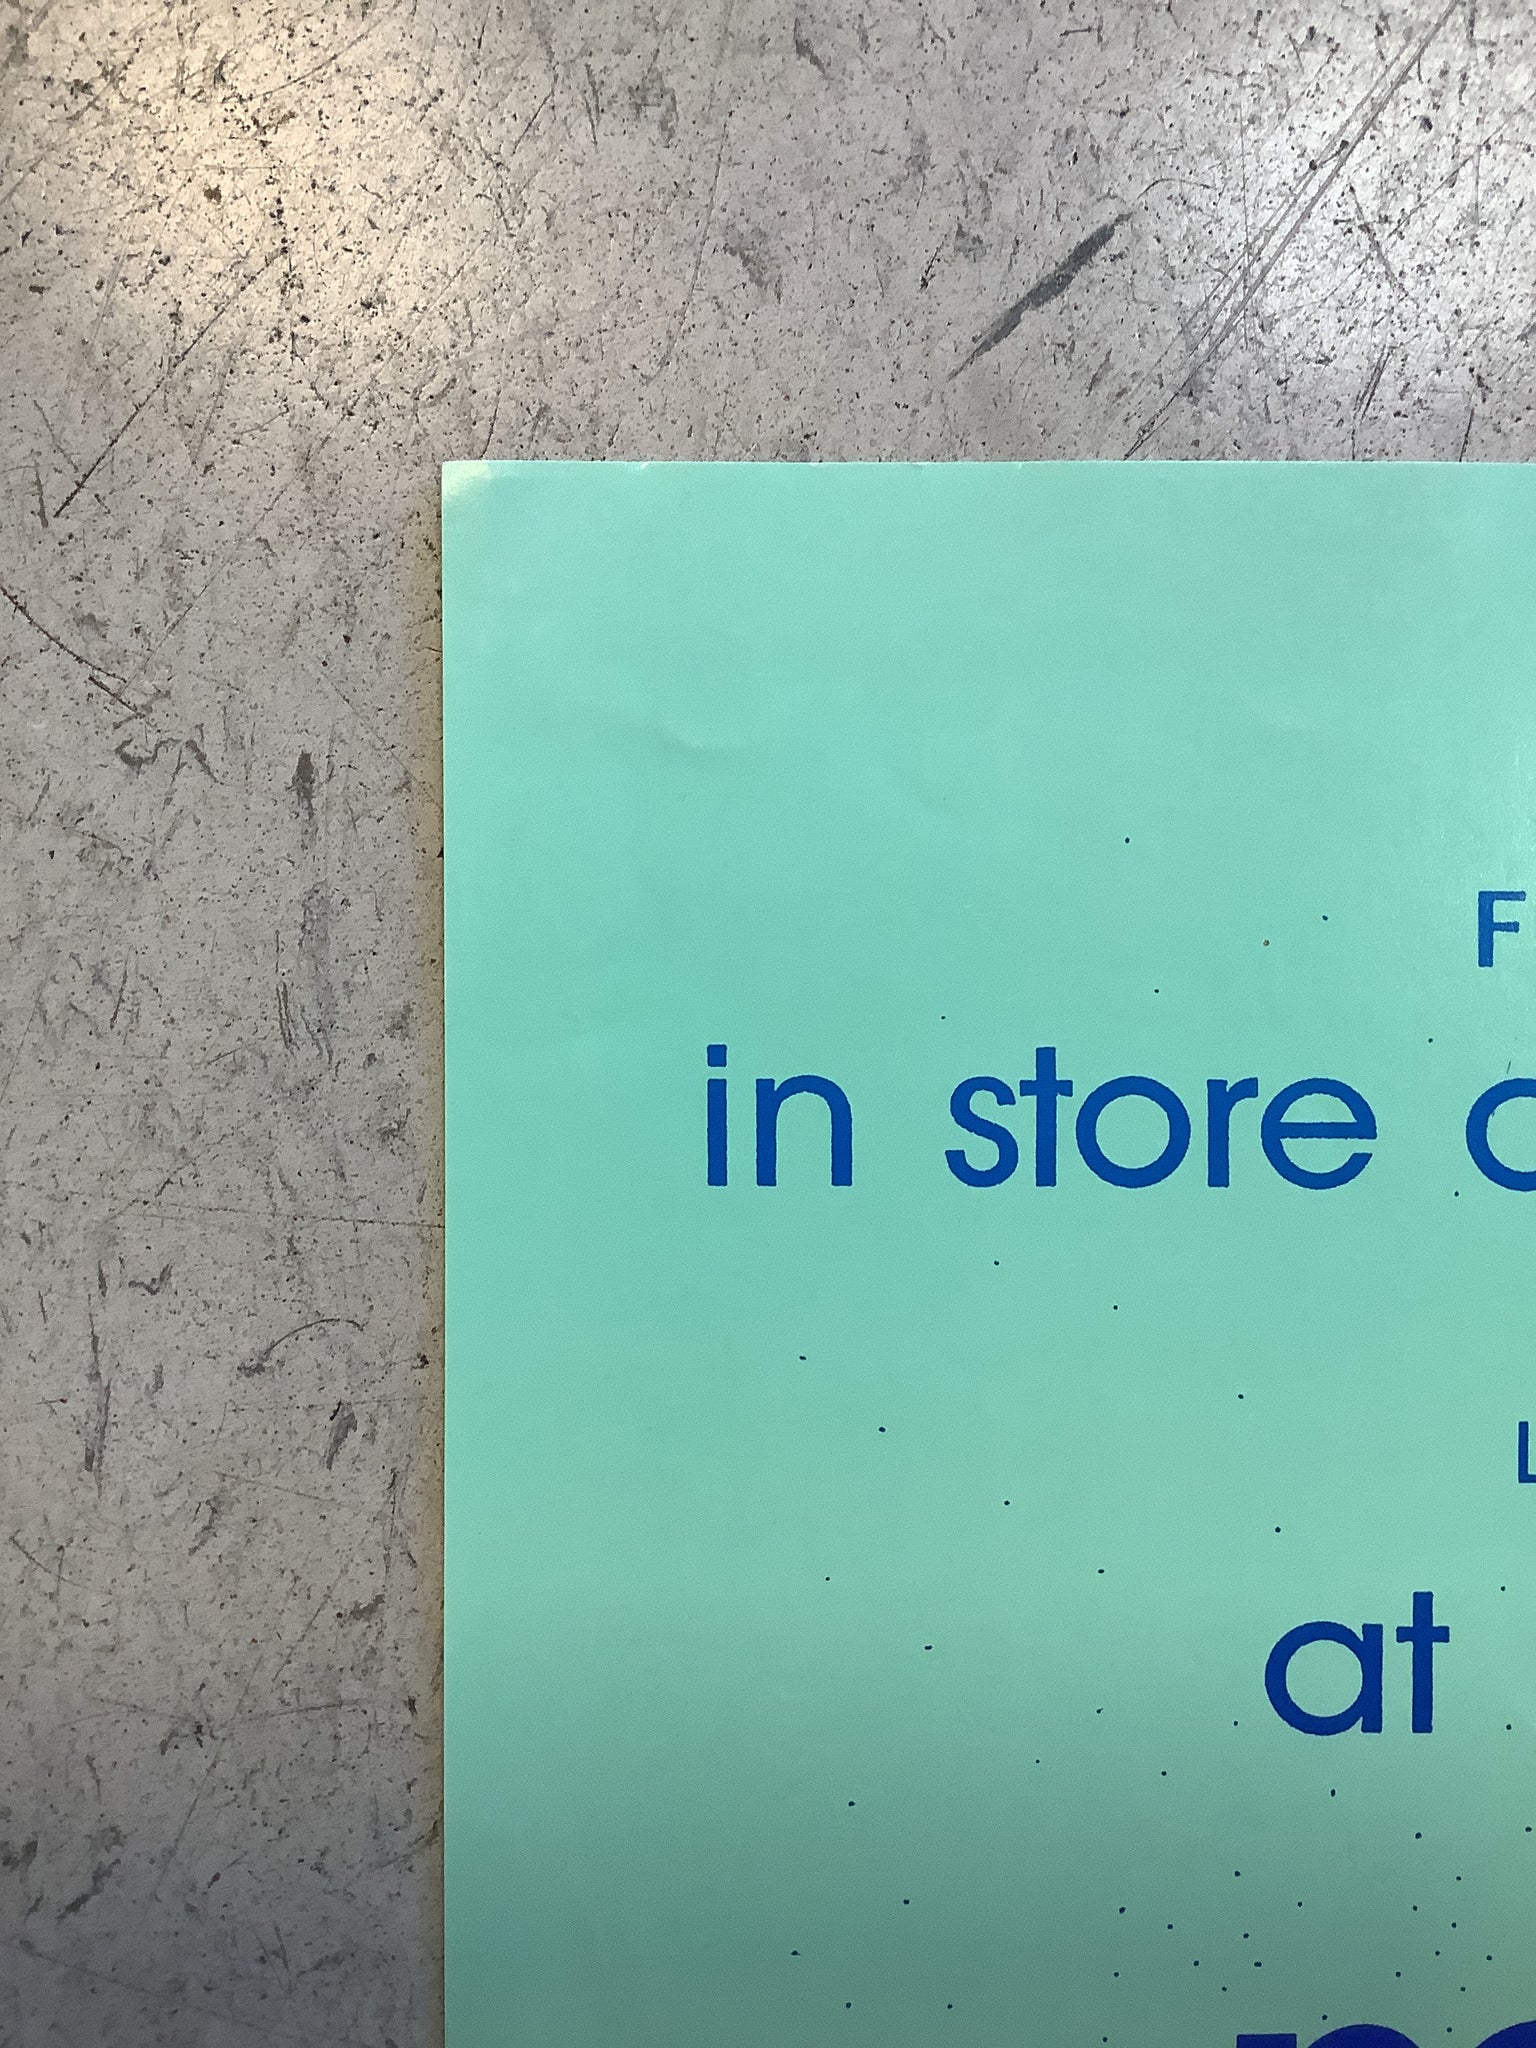 F
in store
L
at